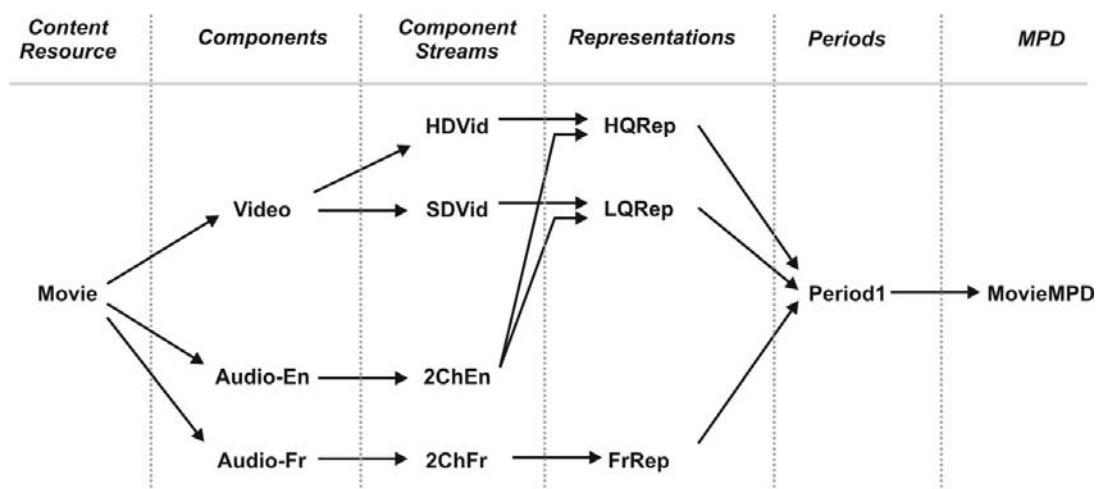 Content Resource
Components
Component Streams
Representations
Periods
MPD
HDVid
HQRep
Video
SDVid
LQRep
Movie
Period1
MovieMPD
Audio-En
2ChEn
Audio-Fr
2ChFr
FrRep